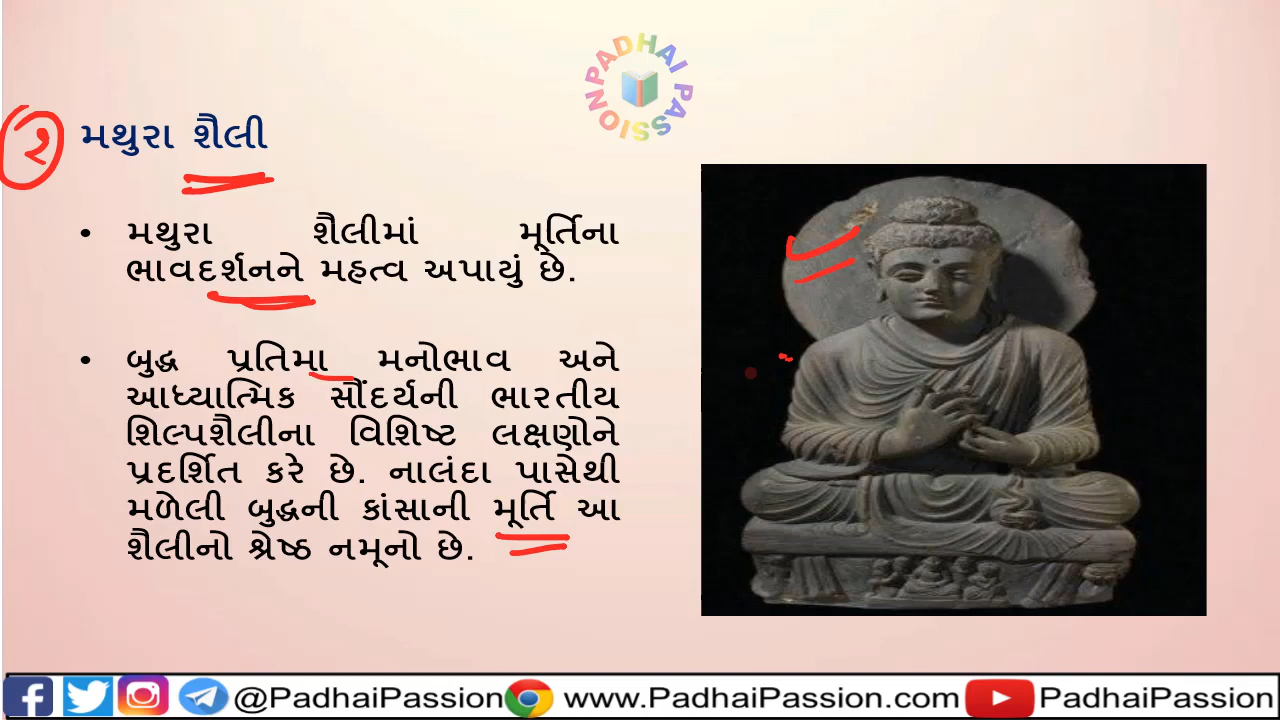 PADHAI PASSION
૨ મથુરા શૈલી
• મથુરા શૈલીમાં મૂર્તિના
ભાવદર્શનને મહત્વ અપાયું છે.
• બુદ્ધ પ્રતિમા મનોભાવ અને
આધ્યાત્મિક સૌંદર્યની ભારતીય
શિલ્પશૈલીના વિશિષ્ટ લક્ષણોને
પ્રદર્શિત કરે છે. નાલંદા પાસેથી
મળેલી બુદ્ધની કાંસાની મૂર્તિ આ
શૈલીનો શ્રેષ્ઠ નમૂનો છે.
@PadhaiPassion www.PadhaiPassion.com PadhaiPassion